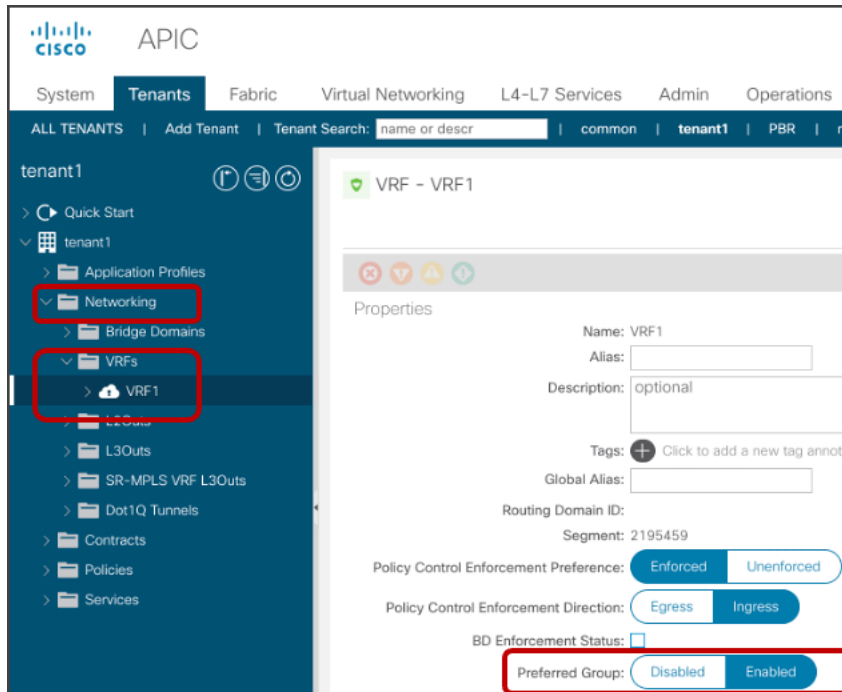 CISCO
APIC
System Tenants Fabric Virtual Networking L4-L7 Services Admin Operations
ALL TENANTS | Add Tenant | Tenant Search: name or descr | common | tenant1 | PBR |
tenant1
Quick Start
tenant1
Application Profiles
Networking
Bridge Domains
VRFs
VRF1
L2Outs
L3Outs
SR-MPLS VRF L3Outs
Dot1Q Tunnels
Contracts
Policies
Services
VRF - VRF1
Properties
Name: VRF1
Alias:
Description: optional
Tags: Click to add a new tag annot
Global Alias:
Routing Domain ID:
Segment: 2195459
Policy Control Enforcement Preference: Enforced Unenforced
Policy Control Enforcement Direction: Egress Ingress
BD Enforcement Status:
Preferred Group: Disabled Enabled